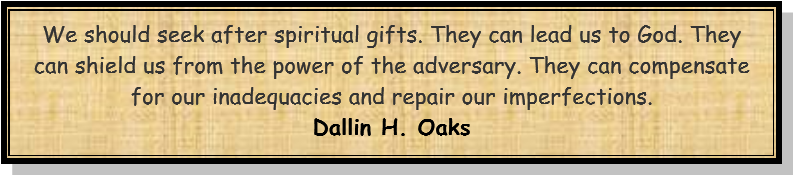 We should seek after spiritual gifts. They can lead us to God. They
can shield us from the power of the adversary. They can compensate
for our inadequacies and repair our imperfections.
Dallin H. Oaks